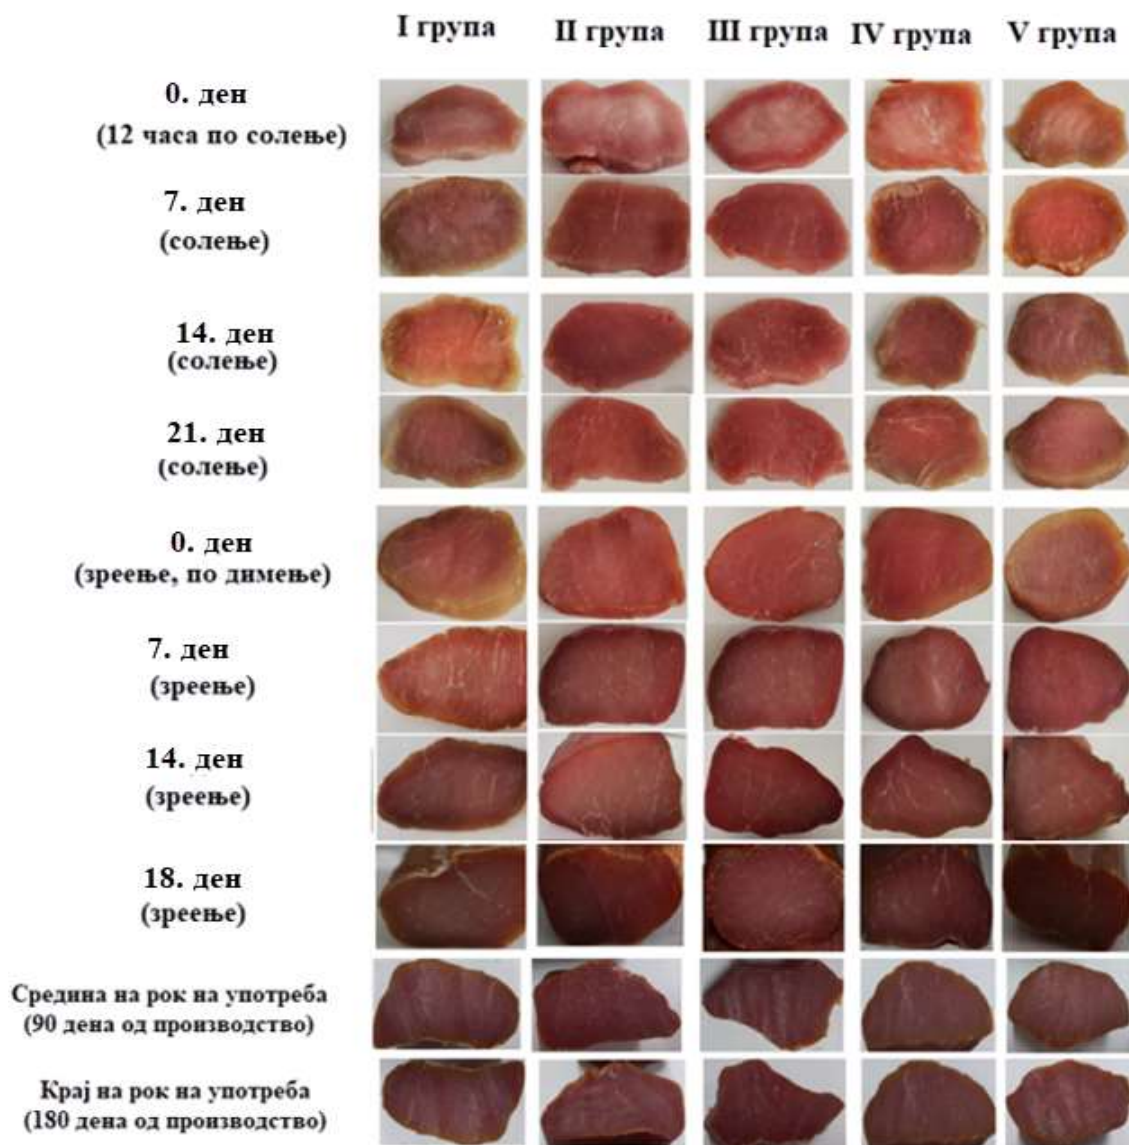 I група II група III група IV група V група
0. ден
(12 часа по солење)
7. ден
(солење)
14. ден
(солење)
21. ден
(солење)
0. ден
(зреење, по димење)
7. ден
(зреење)
14. ден
(зреење)
18. ден
(зреење)
Средина на рок на употреба
(90 дена од производство)
Крај на рок на употреба
(180 дена од производство)